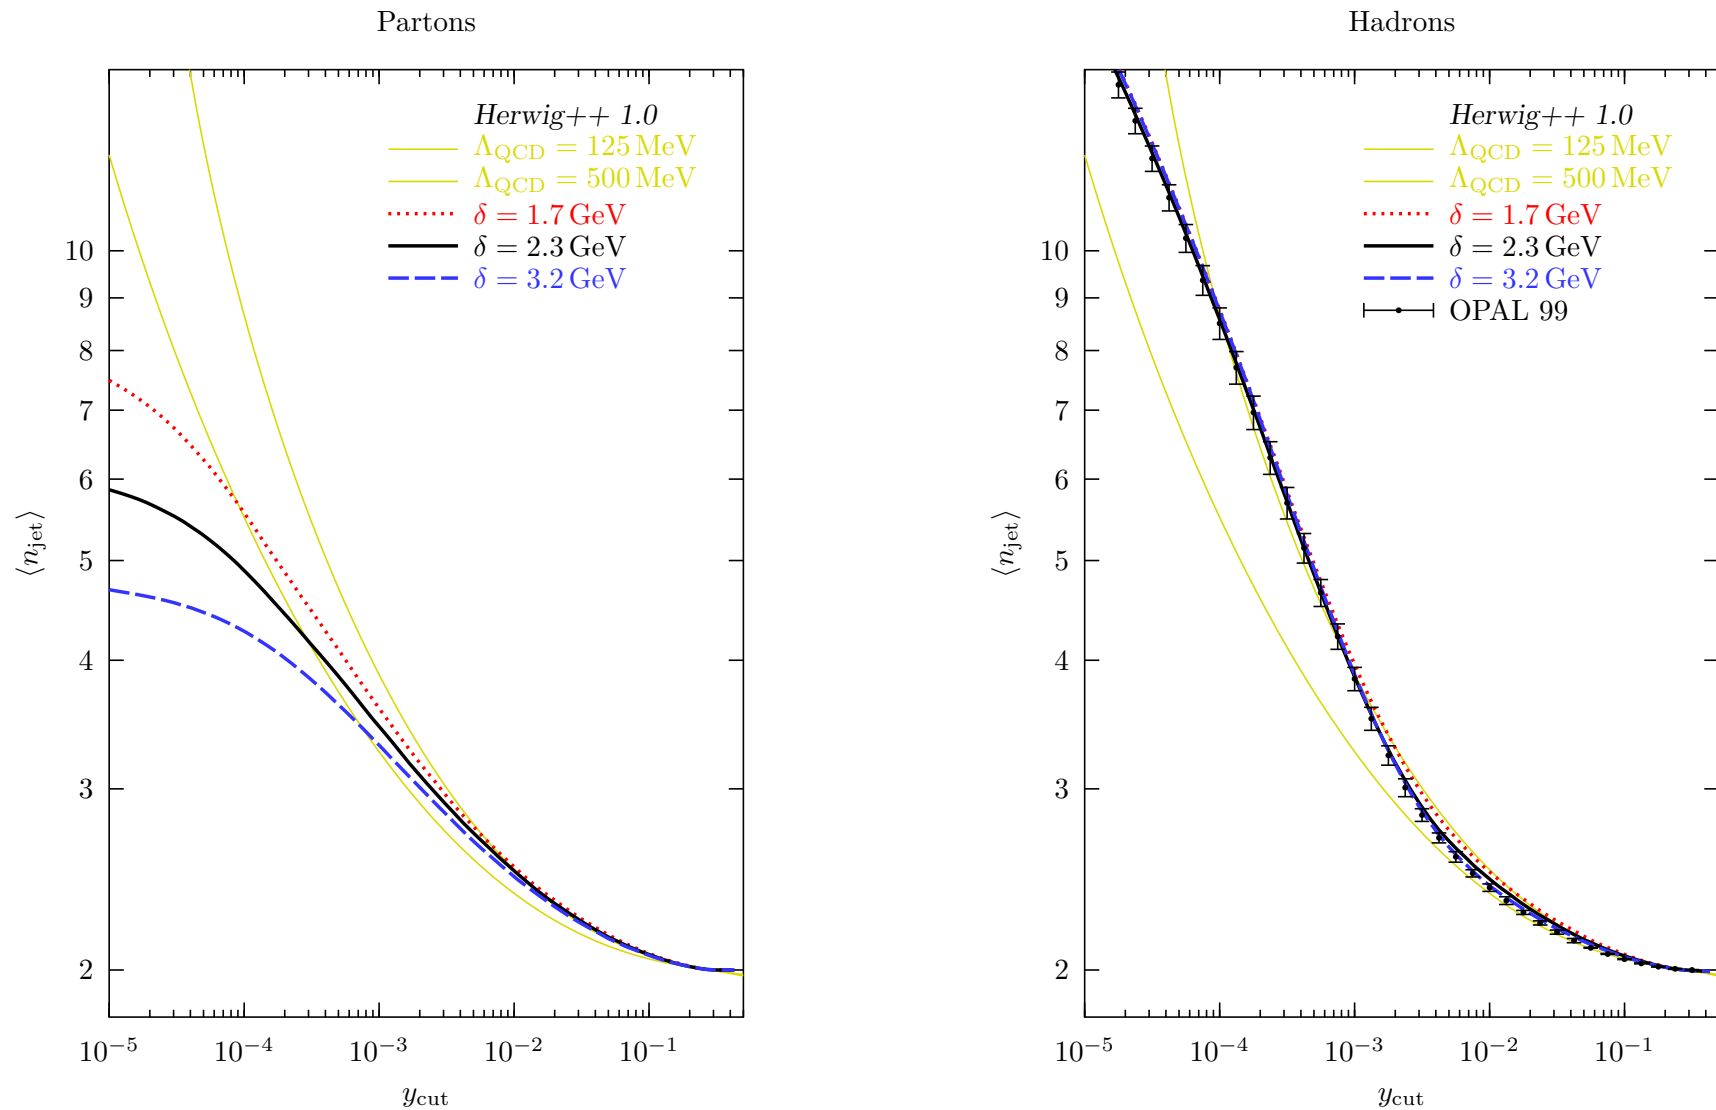 Partons
Herwig++ 1.0
Λ_QCD = 125 MeV
Λ_QCD = 500 MeV
δ = 1.7 GeV
δ = 2.3 GeV
δ = 3.2 GeV
10
9
8
7
6
5
4
3
2
⟨n_jet⟩
10⁻⁵ 10⁻⁴ 10⁻³ 10⁻² 10⁻¹
y_cut
Hadrons
Herwig++ 1.0
Λ_QCD = 125 MeV
Λ_QCD = 500 MeV
δ = 1.7 GeV
δ = 2.3 GeV
δ = 3.2 GeV
OPAL 99
10
9
8
7
6
5
4
3
2
⟨n_jet⟩
10⁻⁵ 10⁻⁴ 10⁻³ 10⁻² 10⁻¹
y_cut